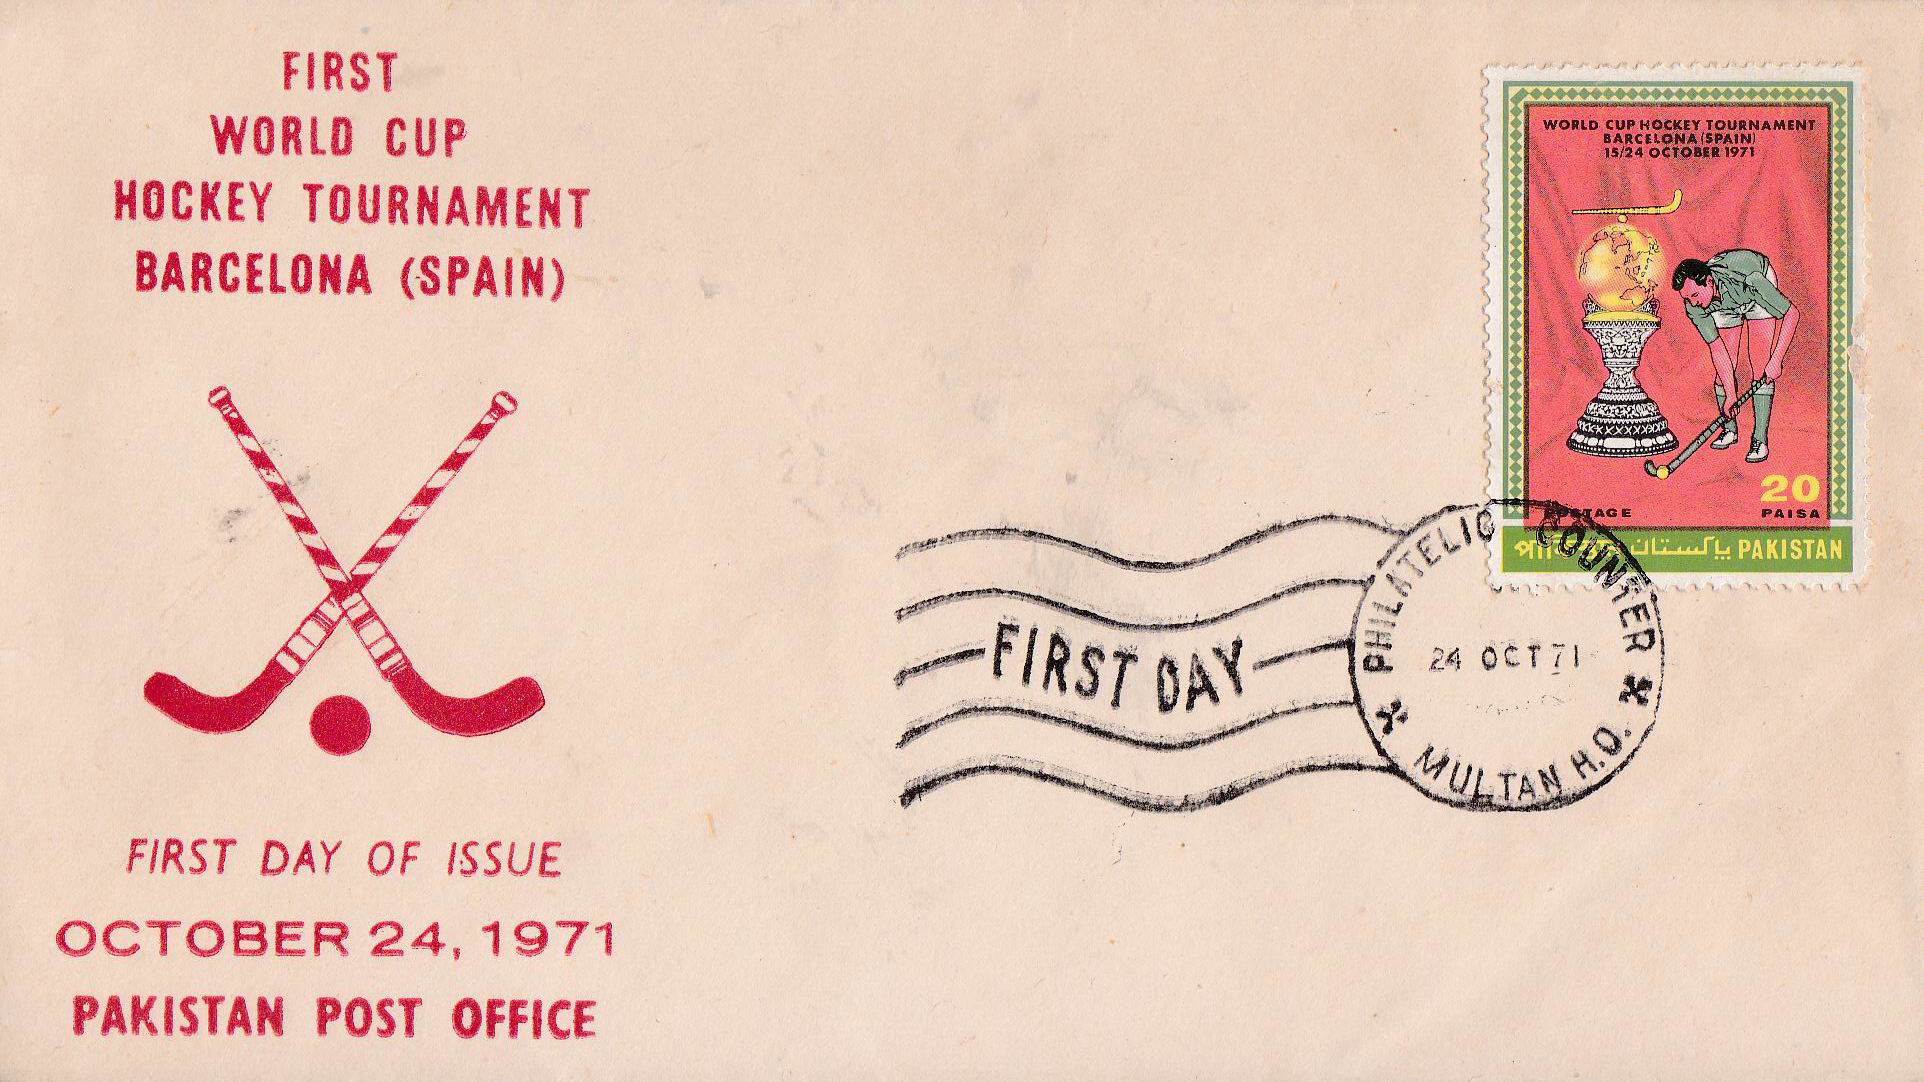 FIRST
WORLD CUP
HOCKEY TOURNAMENT
BARCELONA (SPAIN)
FIRST DAY OF ISSUE
OCTOBER 24, 1971
PAKISTAN POST OFFICE
WORLD CUP HOCKEY TOURNAMENT
BARCELONA (SPAIN)
15/24 OCTOBER 1971
20
POSTAGE PAISA
পাকিস্তান پاکستان PAKISTAN
FIRST DAY
PHILATELIC COUNTER
24 OCT 71
MULTAN H.O.